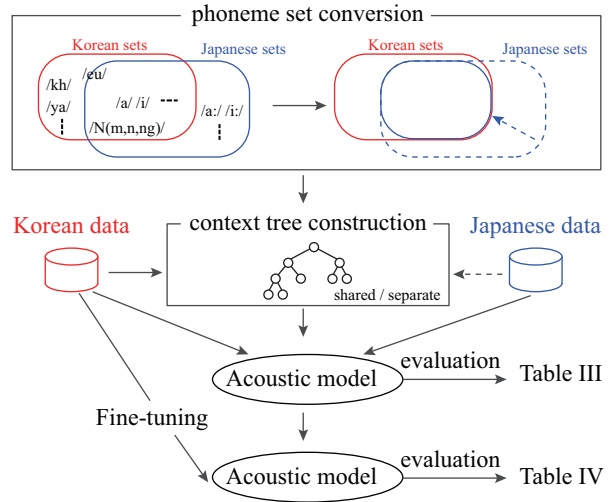 phoneme set conversion
Korean sets
Japanese sets
/kh/
/eu/
/ya/
/a/ /i/
/a:/ /i:/
/N(m,n,ng)/
Korean sets
Japanese sets
Korean data
context tree construction
Japanese data
shared / separate
Acoustic model
evaluation
Table III
Fine-tuning
Acoustic model
evaluation
Table IV